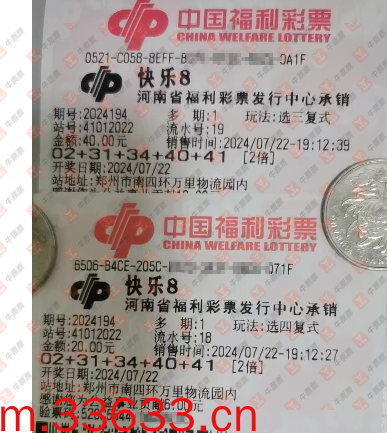 中国福利彩票
CHINA WELFARE LOTTERY
0521-C058-8EFF-B
0A1F
快乐8
河南省福利彩票发行中心承销
期号:2024194 多 期:1 玩法:选三复式
站号:41012022 流水号:19
金额:40.00元 销售时间:2024/07/22-19:12:39
02+31+34+40+41 [2倍]
开奖日期:2024/07/22
站地址:郑州市南四环万里物流园内
中国福利彩票
CHINA WELFARE LOTTERY
6506-B4CE-205C-
071F
快乐8
河南省福利彩票发行中心承销
期号:2024194 多 期:1 玩法:选四复式
站号:41012022 流水号:18
金额:20.00元 销售时间:2024/07/22-19:12:27
02+31+34+40+41 [2倍]
开奖日期:2024/07/22
站地址:郑州市南四环万里物流园内
m.33633.cn